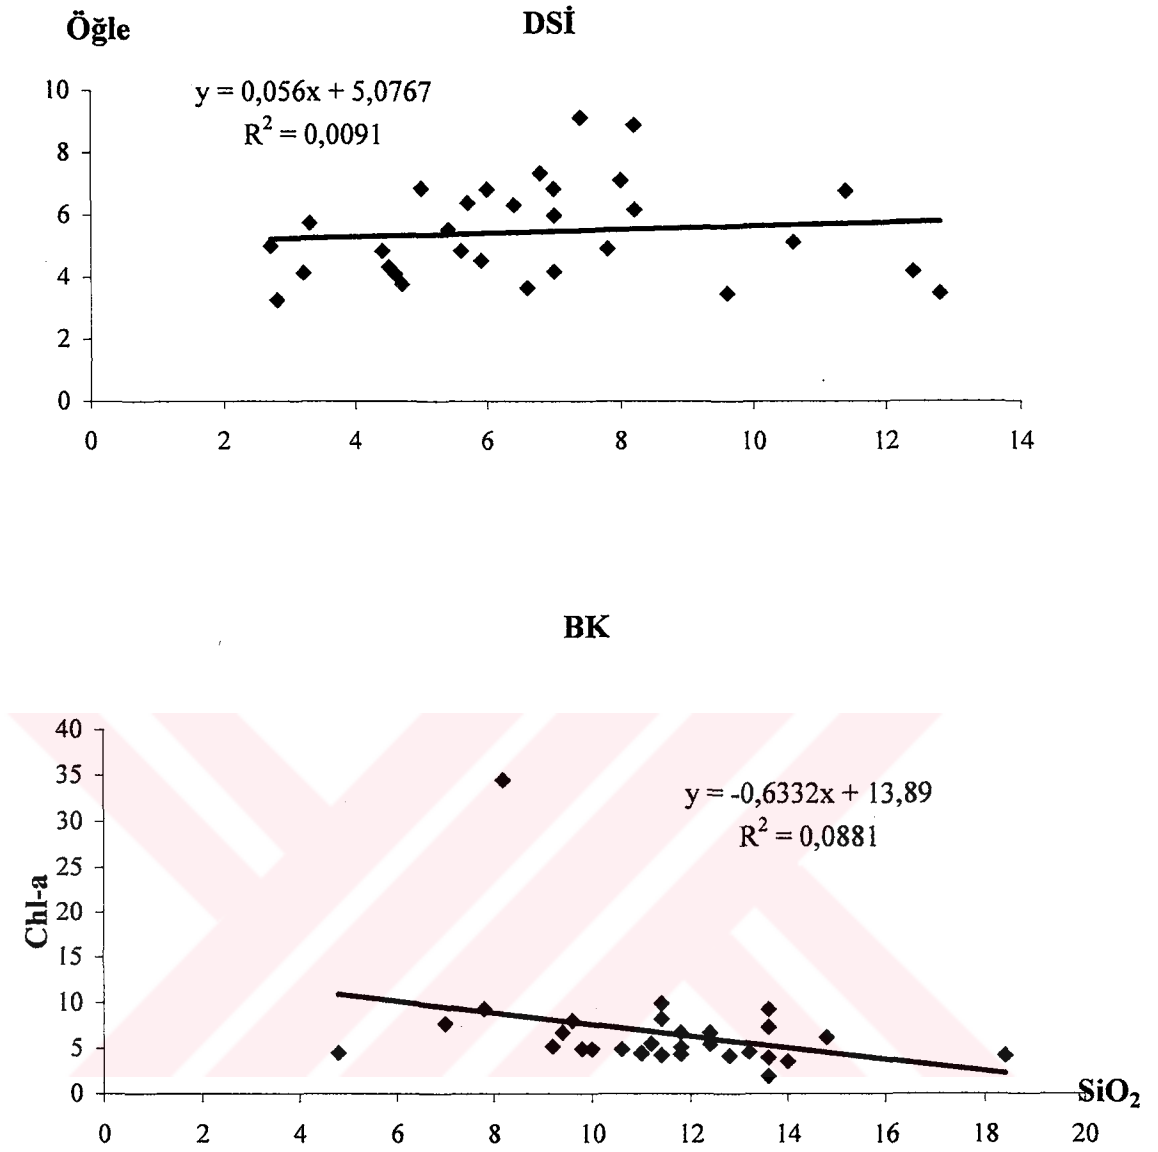 Öğle
DSİ
y = 0,056x + 5,0767
R² = 0,0091
10
8
6
4
2
0
0 2 4 6 8 10 12 14
BK
y = -0,6332x + 13,89
R² = 0,0881
Chl-a
40
35
30
25
20
15
10
5
0
SiO₂
0 2 4 6 8 10 12 14 16 18 20